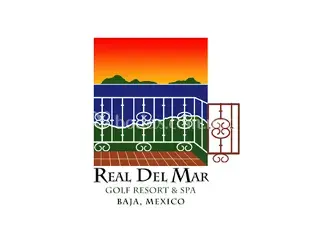 REAL DEL MAR
GOLF RESORT & SPA
BAJA, MEXICO